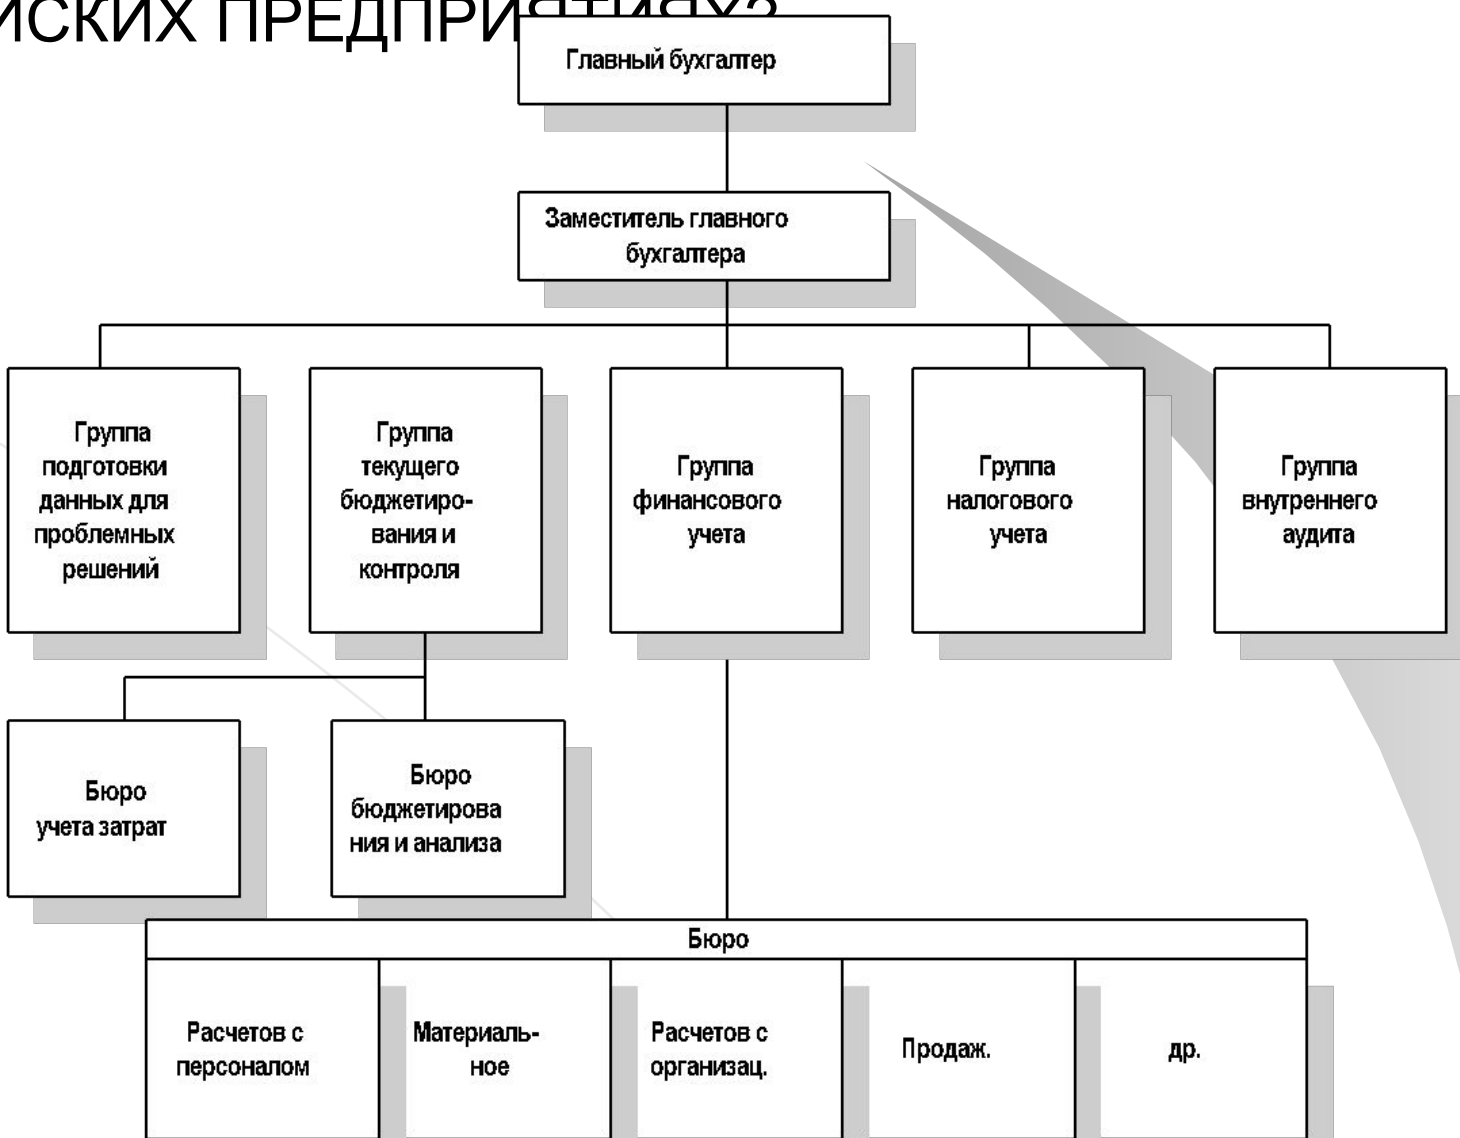 ИСКИХ ПРЕДПРИЯТИЯХ?
Главный бухгалтер
Заместитель главного
бухгалтера
Группа
подготовки
данных для
проблемных
решений
Группа
текущего
бюджетиро-
вания и
контроля
Группа
финансового
учета
Группа
налогового
учета
Группа
внутреннего
аудита
Бюро
учета затрат
Бюро
бюджетирова
ния и анализа
Бюро
Расчетов с
персоналом
Материаль-
ное
Расчетов с
организац.
Продаж.
др.